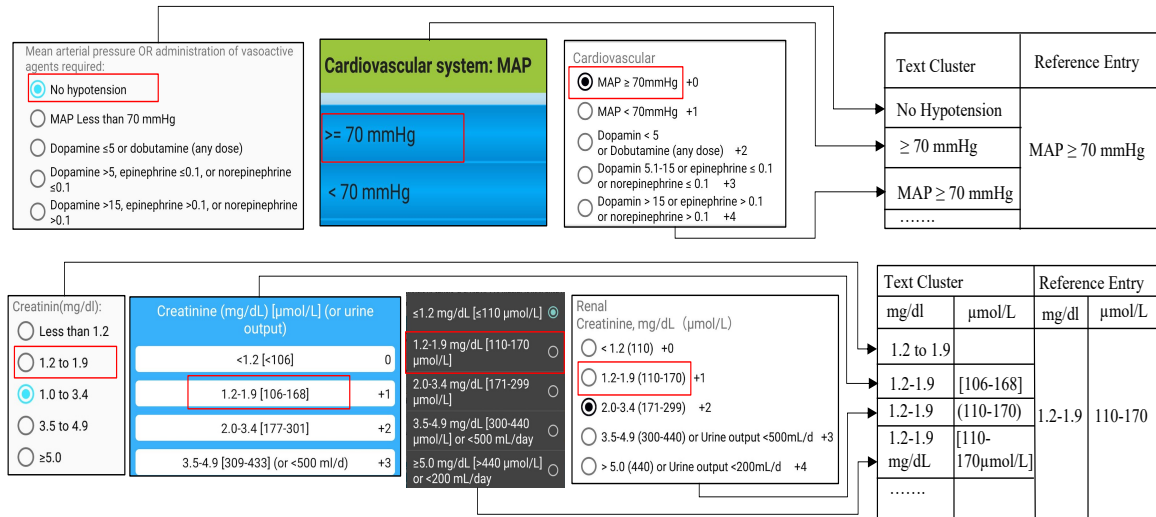 Mean arterial pressure OR administration of vasoactive
agents required:
No hypotention
MAP Less than 70 mmHg
Dopamine ≤5 or dobutamine (any dose)
Dopamine >5, epinephrine ≤0.1, or norepinephrine
≤0.1
Dopamine >15, epinephrine >0.1, or norepinephrine
>0.1
Cardiovascular system: MAP
>= 70 mmHg
< 70 mmHg
Cardiovascular
MAP ≥ 70mmHg +0
MAP < 70mmHg +1
Dopamin < 5
or Dobutamine (any dose) +2
Dopamin 5.1-15 or epinephrine ≤ 0.1
or norepinephrine ≤ 0.1 +3
Dopamin > 15 or epinephrine > 0.1
or norepinephrine > 0.1 +4
Text Cluster Reference Entry
No Hypotention
≥ 70 mmHg
MAP ≥ 70 mmHg
MAP ≥ 70 mmHg
.......
Creatinin(mg/dl):
Less than 1.2
1.2 to 1.9
1.0 to 3.4
3.5 to 4.9
≥5.0
Creatinine (mg/dL) [µmol/L] (or urine
output)
<1.2 [<106] 0
1.2-1.9 [106-168] +1
2.0-3.4 [177-301] +2
3.5-4.9 [309-433] (or <500 ml/d) +3
≤1.2 mg/dL [≤110 µmol/L]
1.2-1.9 mg/dL [110-170
µmol/L]
2.0-3.4 mg/dL [171-299
µmol/L]
3.5-4.9 mg/dL [300-440
µmol/L] or <500 mL/day
≥5.0 mg/dL [>440 µmol/L]
or <200 mL/day
Renal
Creatinine, mg/dL (µmol/L)
< 1.2 (110) +0
1.2-1.9 (110-170) +1
2.0-3.4 (171-299) +2
3.5-4.9 (300-440) or Urine output <500mL/d +3
> 5.0 (440) or Urine output <200mL/d +4
Text Cluster Reference Entry
mg/dl µmol/L mg/dl µmol/L
1.2 to 1.9
1.2-1.9 [106-168]
1.2-1.9 (110-170)
1.2-1.9 110-170
1.2-1.9 [110-
mg/dL 170µmol/L]
.......